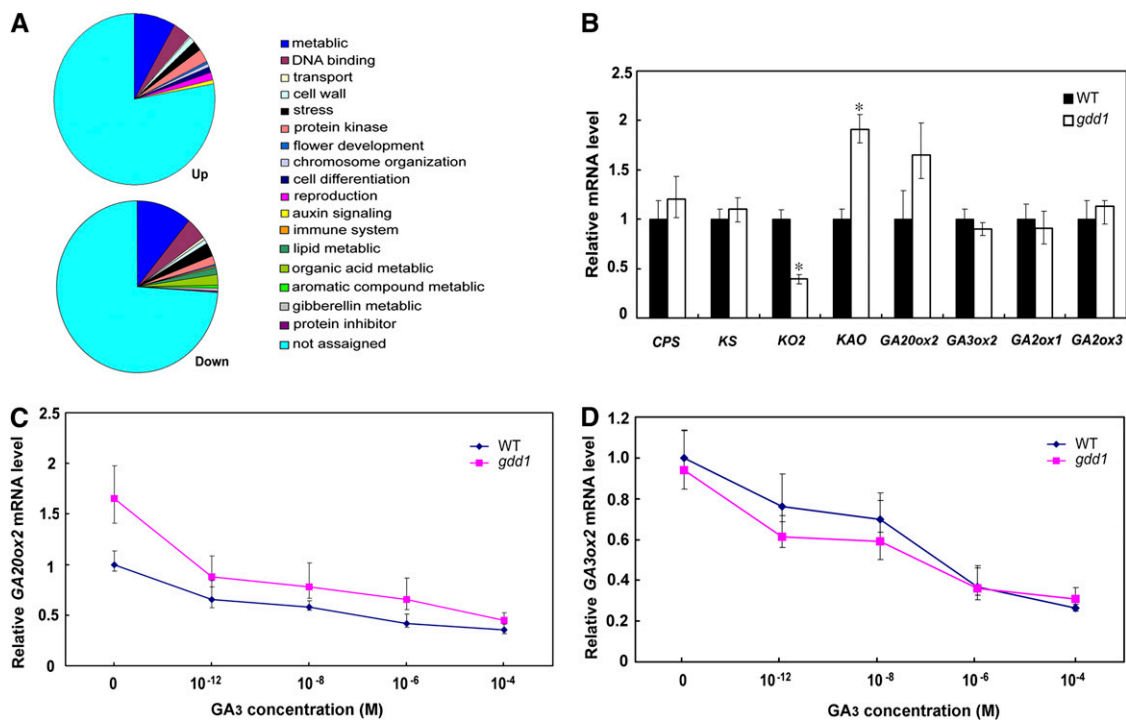 A
Up
Down
metablic
DNA binding
transport
cell wall
stress
protein kinase
flower development
chromosome organization
cell differentiation
reproduction
auxin signaling
immune system
lipid metablic
organic acid metablic
aromatic compound metablic
gibberellin metablic
protein inhibitor
not assaigned
B
Relative mRNA level
2.5
2
1.5
1
0.5
0
WT
gdd1
*
*
CPS KS KO2 KAO GA20ox2 GA3ox2 GA2ox1 GA2ox3
C
Relative GA20ox2 mRNA level
2.5
2
1.5
1
0.5
0
WT
gdd1
0 10⁻¹² 10⁻⁸ 10⁻⁶ 10⁻⁴
GA₃ concentration (M)
D
Relative GA3ox2 mRNA level
1.2
1.0
0.8
0.6
0.4
0.2
0
WT
gdd1
0 10⁻¹² 10⁻⁸ 10⁻⁶ 10⁻⁴
GA₃ concentration (M)